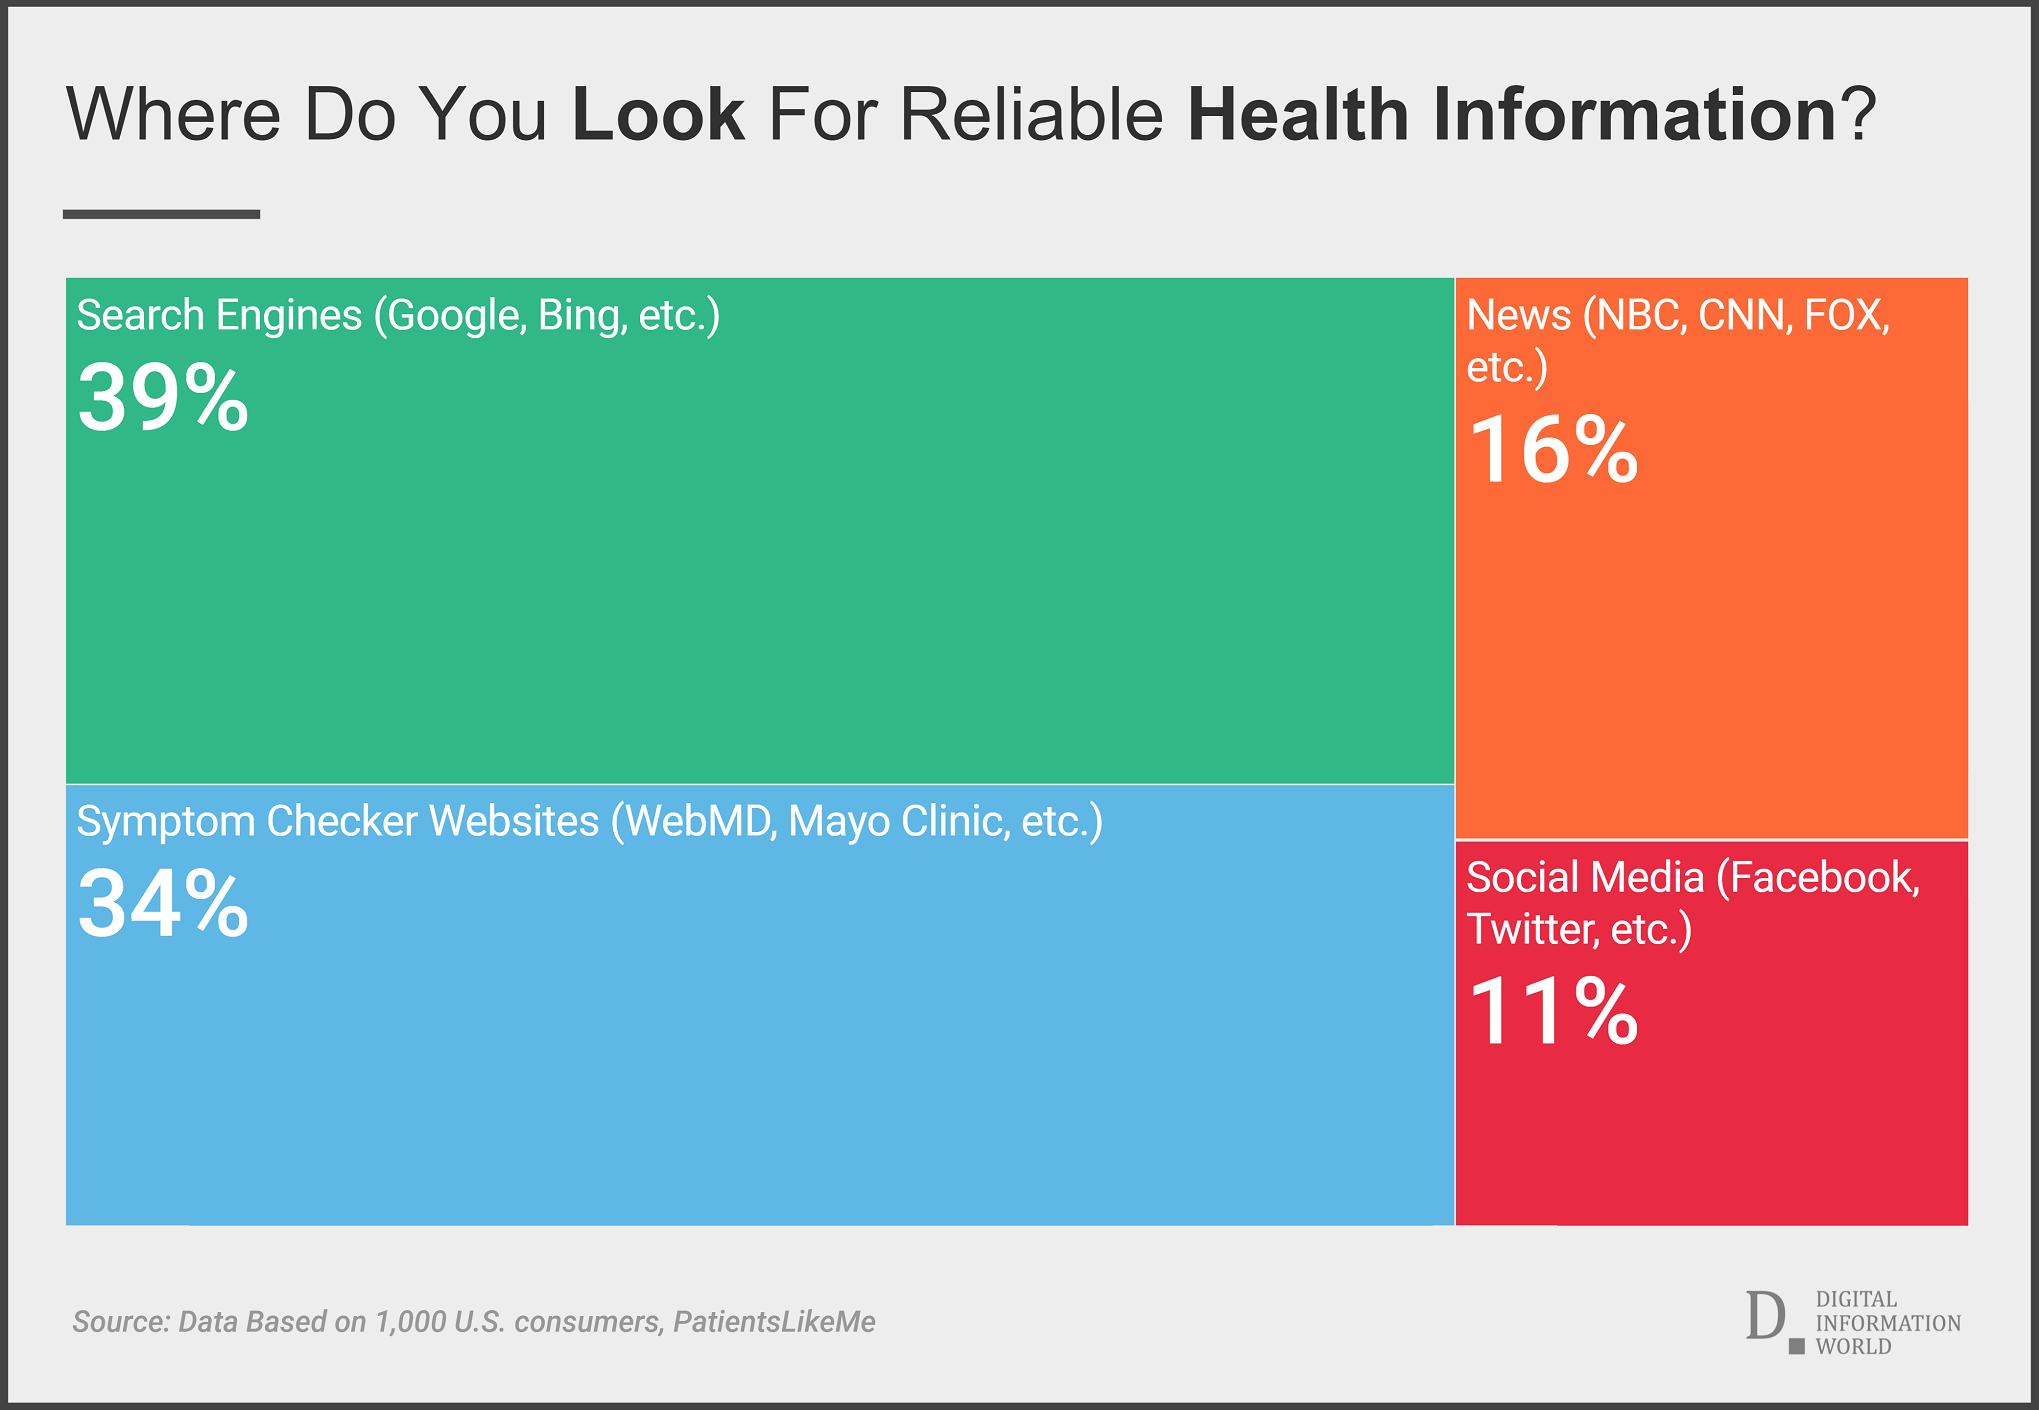 Where Do You Look For Reliable Health Information?
Search Engines (Google, Bing, etc.)
39%
News (NBC, CNN, FOX,
etc.)
16%
Symptom Checker Websites (WebMD, Mayo Clinic, etc.)
34%
Social Media (Facebook,
Twitter, etc.)
11%
Source: Data Based on 1,000 U.S. consumers, PatientsLikeMe
D.
DIGITAL
INFORMATION
WORLD